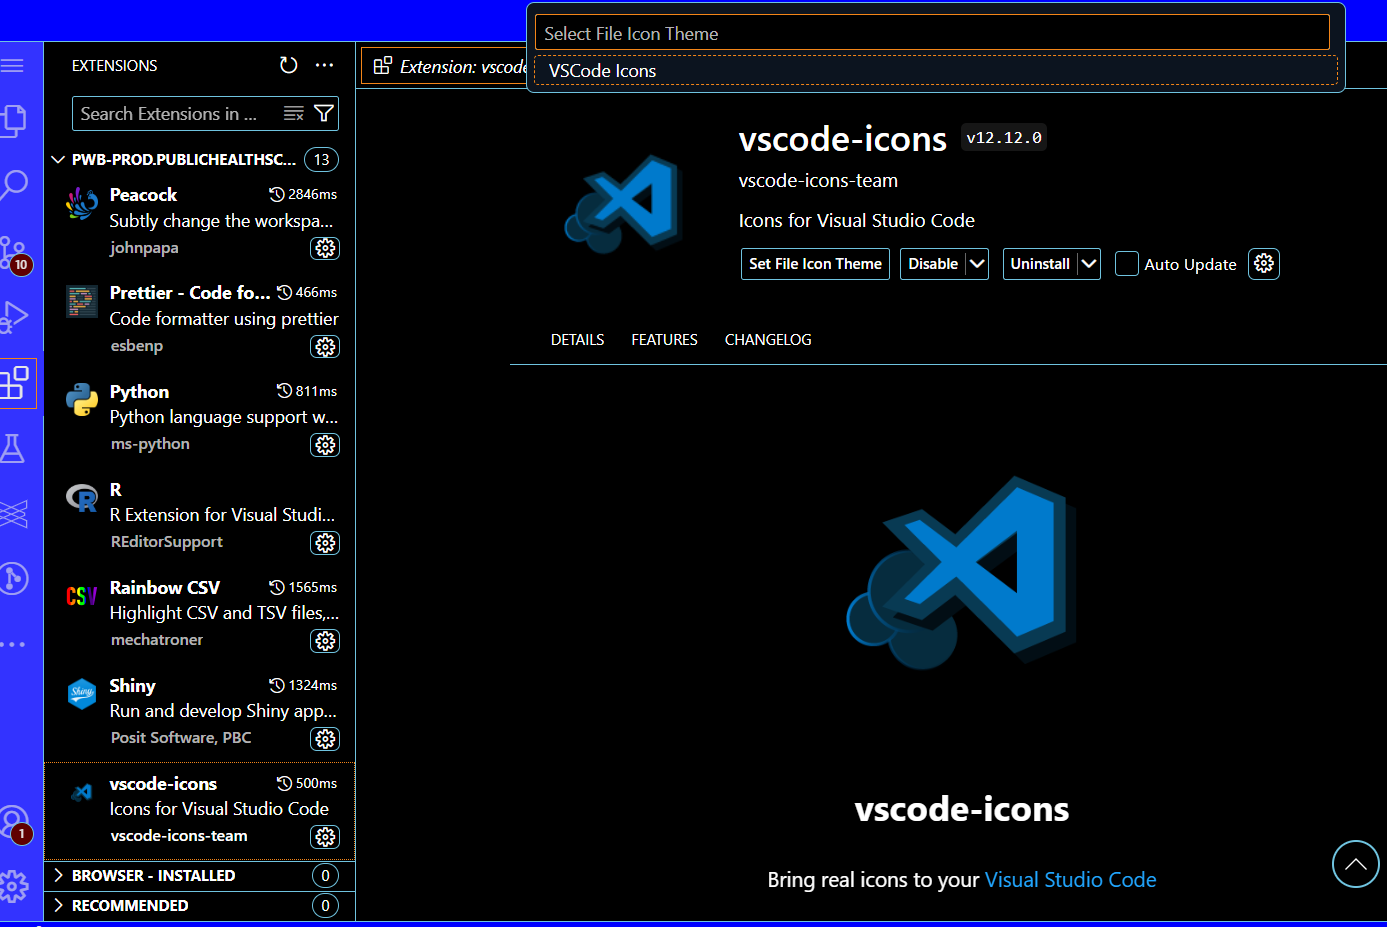 Select File Icon Theme
VSCode Icons
EXTENSIONS
Extension: vscode
Search Extensions in ...
PWB-PROD.PUBLICHEALTHSC... 13
Peacock 2846ms
Subtly change the workspa...
johnpapa
Prettier - Code fo... 466ms
Code formatter using prettier
esbenp
Python 811ms
Python language support w...
ms-python
R
R Extension for Visual Studi...
REditorSupport
Rainbow CSV 1565ms
CSV
Highlight CSV and TSV files,...
mechatroner
Shiny 1324ms
Shiny
Run and develop Shiny app...
Posit Software, PBC
vscode-icons 500ms
Icons for Visual Studio Code
vscode-icons-team
BROWSER - INSTALLED 0
RECOMMENDED 0
10
1
vscode-icons v12.12.0
vscode-icons-team
Icons for Visual Studio Code
Set File Icon Theme Disable Uninstall Auto Update
DETAILS FEATURES CHANGELOG
vscode-icons
Bring real icons to your Visual Studio Code